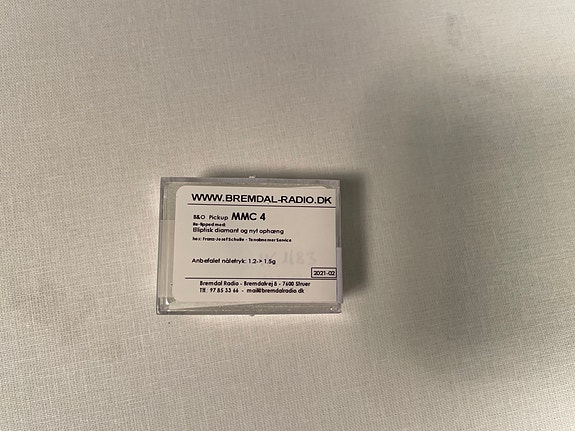 WWW.BREMDAL-RADIO.DK
B&O Pickup MMC 4
Re-tipped med:
Eliptisk diamant og nyt ophæng
hos: Franz-Josef Schulte - Tonabnemer Service
Anbefalet nåletryk: 1.2-> 1.5g
2021-02
Bremdal Radio - Bremdalvej 8 - 7600 Struer
Tlf.: 97 85 33 66 - mail@bremdalradio.dk